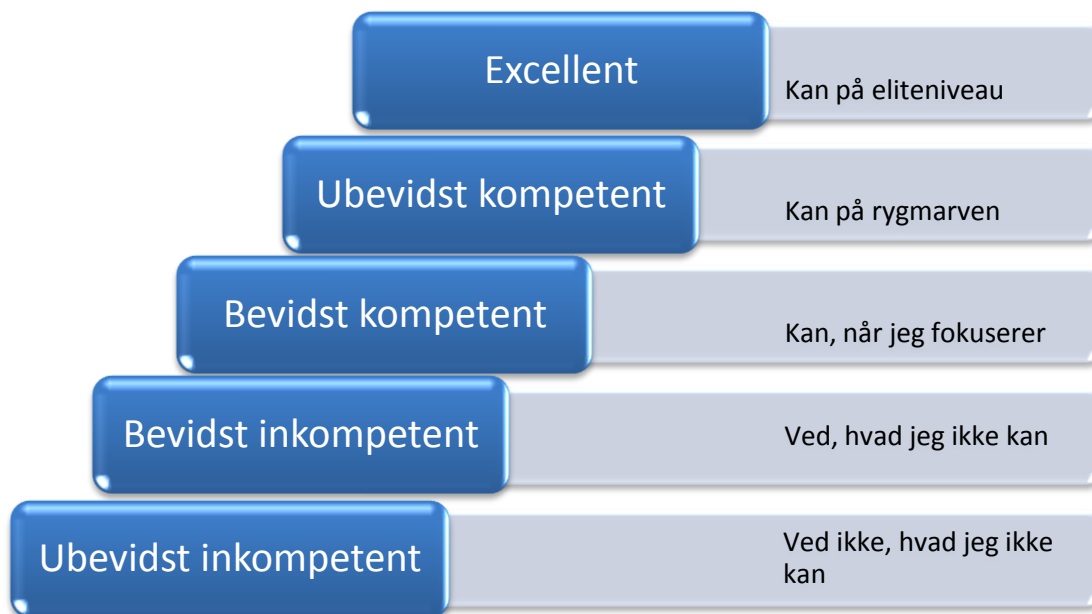 Excellent
Kan på eliteniveau
Ubevidst kompetent
Kan på rygmarven
Bevidst kompetent
Kan, når jeg fokuserer
Bevidst inkompetent
Ved, hvad jeg ikke kan
Ubevidst inkompetent
Ved ikke, hvad jeg ikke
kan